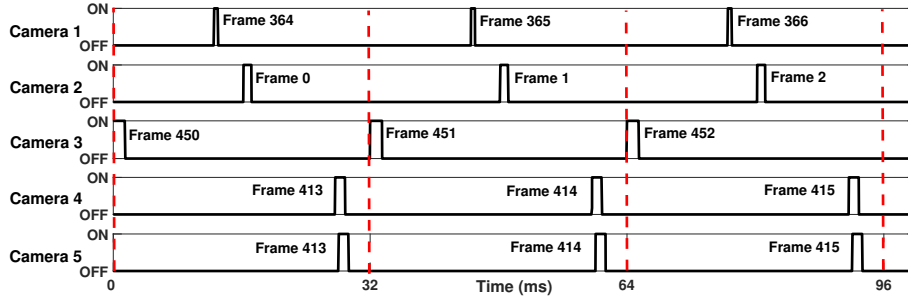 ON
Camera 1 Frame 364 Frame 365 Frame 366
OFF
ON
Camera 2 Frame 0 Frame 1 Frame 2
OFF
ON
Camera 3 Frame 450 Frame 451 Frame 452
OFF
ON
Camera 4 Frame 413 Frame 414 Frame 415
OFF
ON
Camera 5 Frame 413 Frame 414 Frame 415
OFF
0 32 Time (ms) 64 96